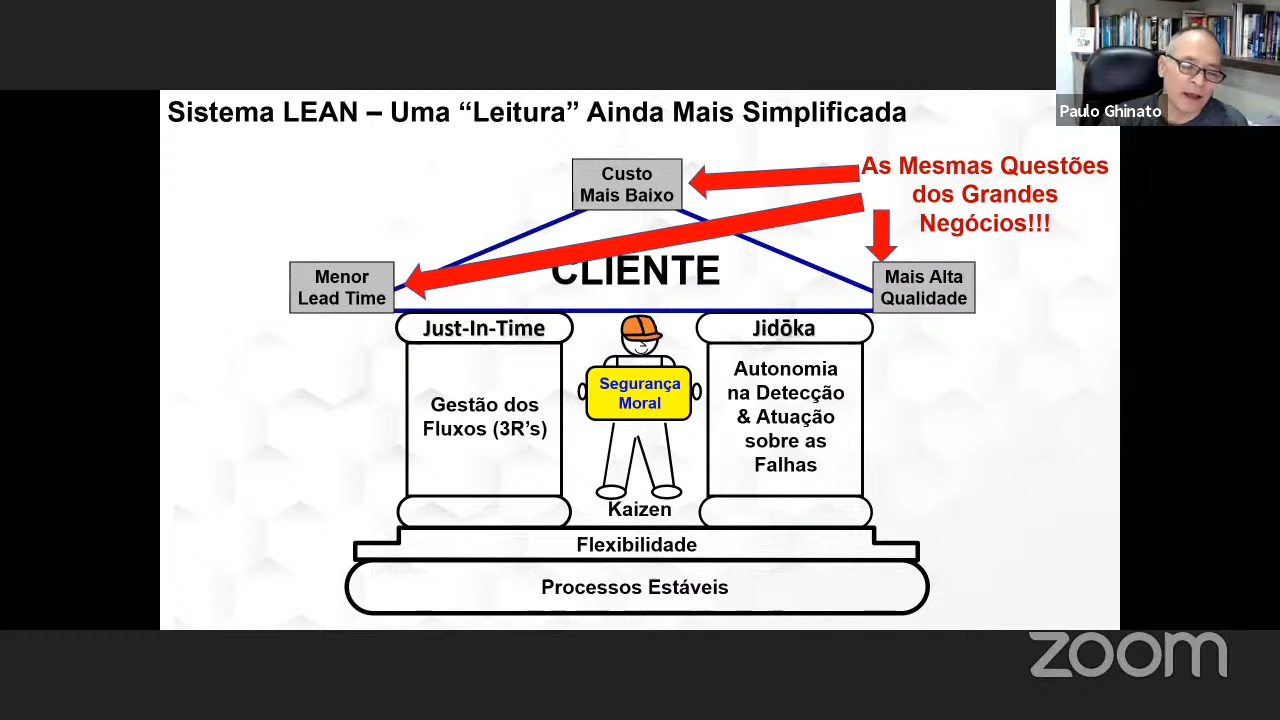 Paulo Ghinato
Sistema LEAN – Uma “Leitura” Ainda Mais Simplificada
Custo
Mais Baixo
As Mesmas Questões
dos Grandes
Negócios!!!
CLIENTE
Menor
Lead Time
Mais Alta
Qualidade
Just-In-Time
Jidōka
Gestão dos
Fluxos (3R’s)
Segurança
Moral
Autonomia
na Detecção
& Atuação
sobre as
Falhas
Kaizen
Flexibilidade
Processos Estáveis
zoom